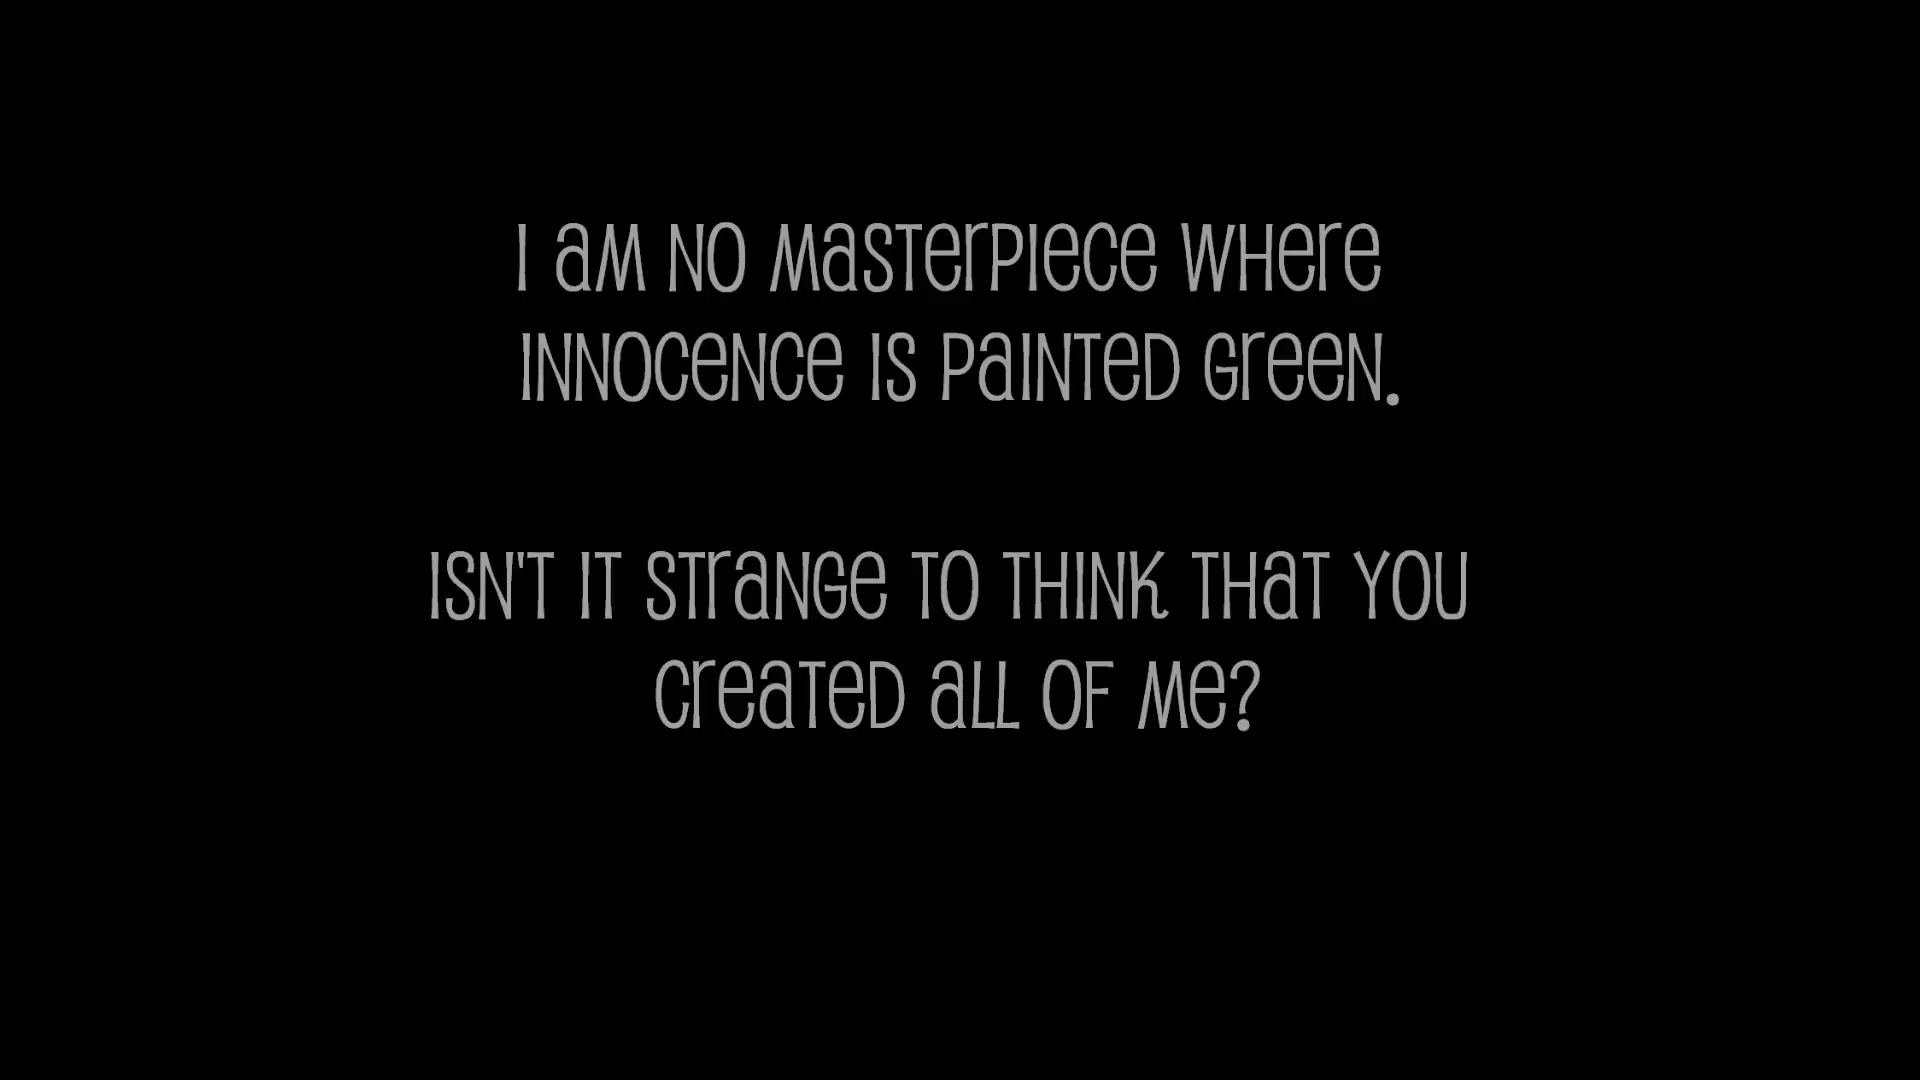 I am no masterpiece where
innocence is painted green.
Isn't it strange to think that you
created all of me?